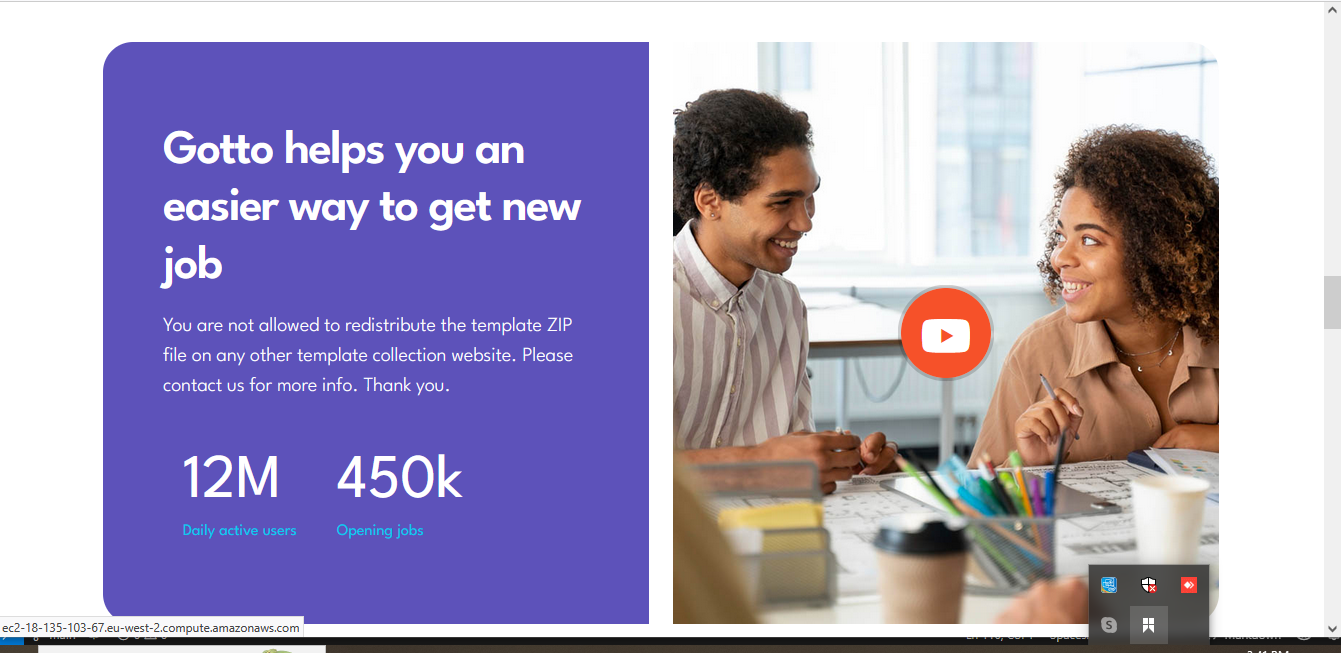 Gotto helps you an
easier way to get new
job
You are not allowed to redistribute the template ZIP
file on any other template collection website. Please
contact us for more info. Thank you.
12M 450k
Daily active users Opening jobs
ec2-18-135-103-67.eu-west-2.compute.amazonaws.com